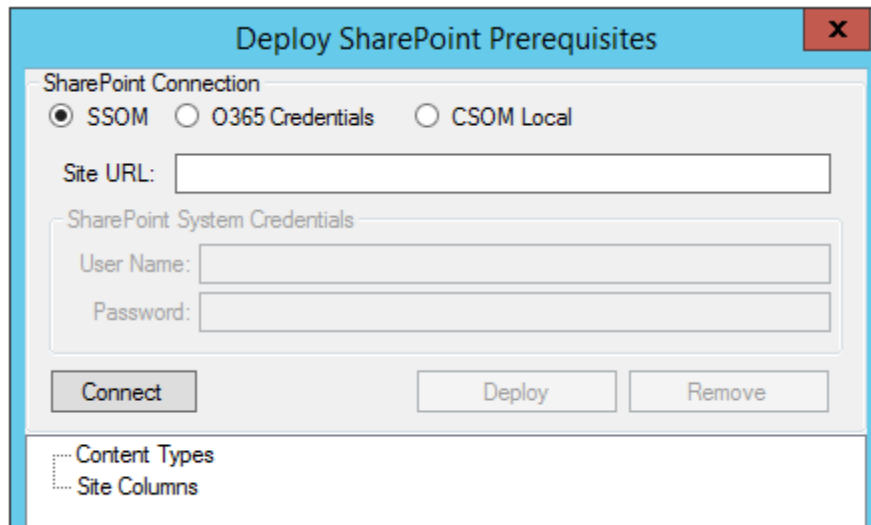 Deploy SharePoint Prerequisites
x
SharePoint Connection
SSOM O365 Credentials CSOM Local
Site URL:
SharePoint System Credentials
User Name:
Password:
Connect Deploy Remove
Content Types
Site Columns